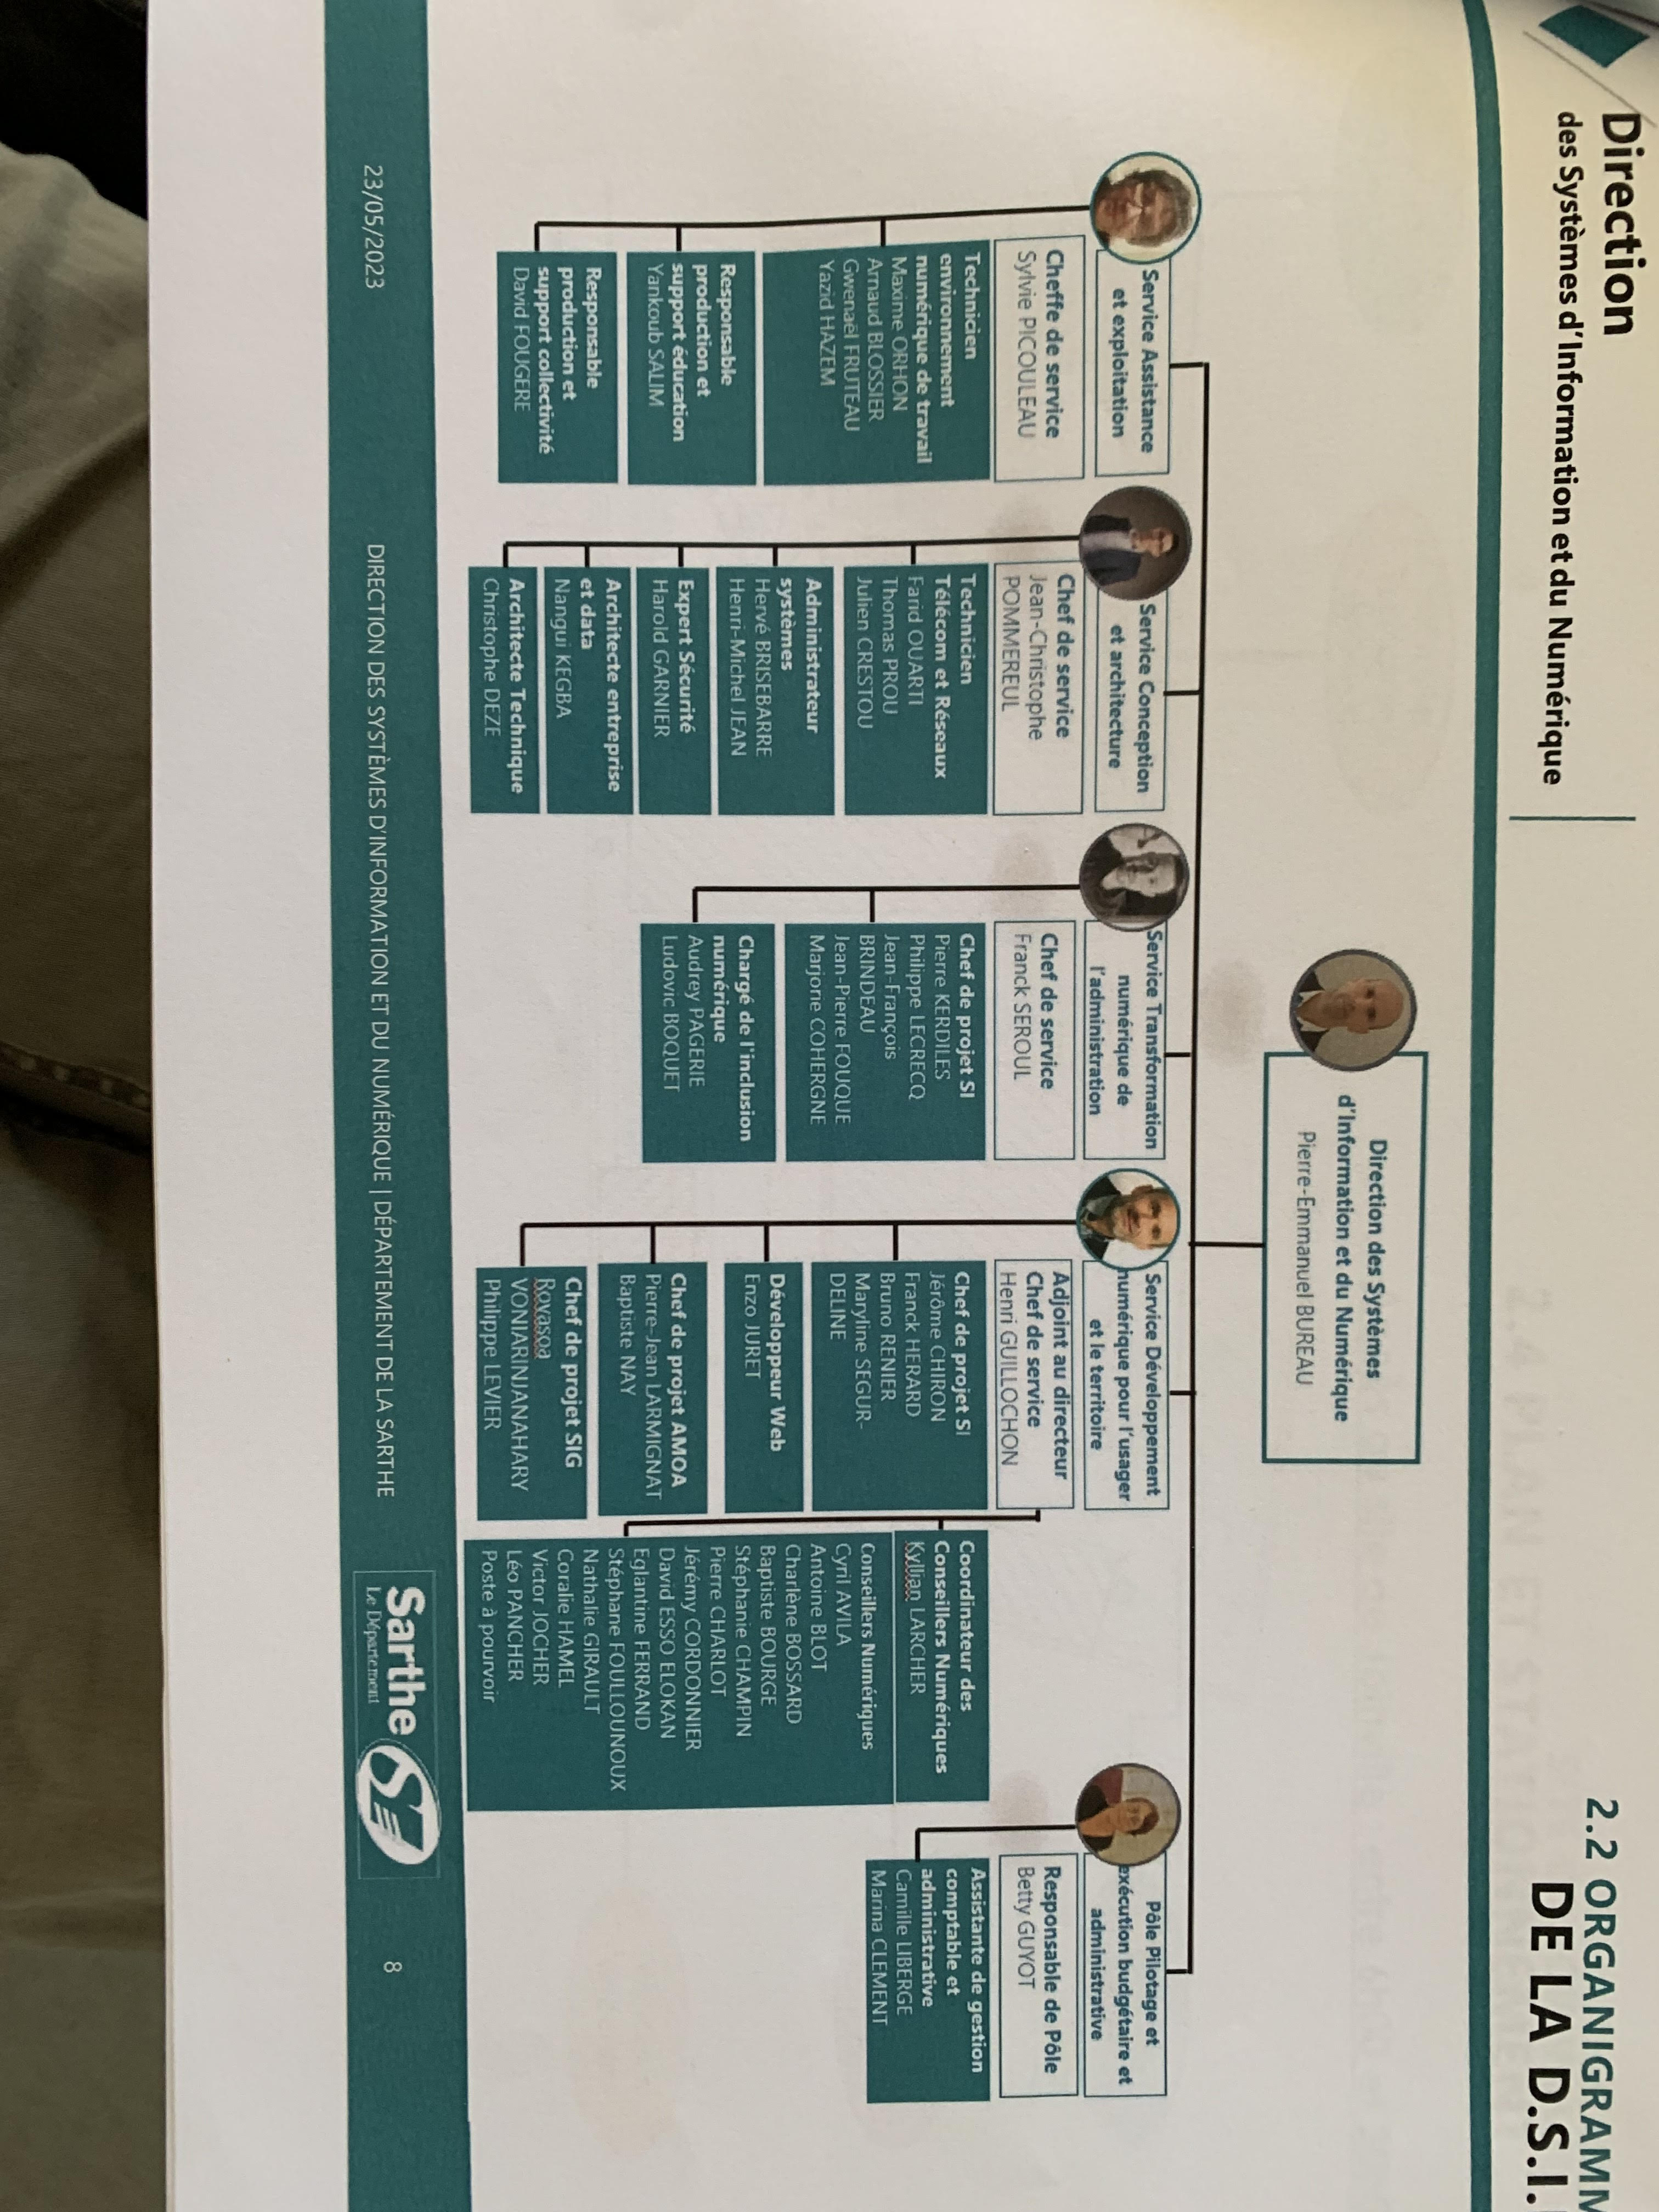 Direction
des Systèmes d'Information et du Numérique
2.2 ORGANIGRAMM
DE LA D.S.I.
Direction des Systèmes
d'Information et du Numérique
Pierre-Emmanuel BUREAU
Service Assistance
et exploitation
Cheffe de service
Sylvie PICOULEAU
Technicien
environnement
numérique de travail
Maxime ORHON
Arnaud BLOSSIER
Gwenaël FRUTEAU
Yazid HAZEM
Responsable
production et
support éducation
Yankoub SALIM
Responsable
production et
support collectivité
David FOUGERE
Service Conception
et architecture
Chef de service
Jean-Christophe
POMMEREUL
Technicien
Télécom et Réseaux
Farid OUARTI
Thomas PROU
Julien CRESTOU
Administrateur
systèmes
Hervé BRISEBARRE
Henri-Michel JEAN
Expert Sécurité
Harold GARNIER
Architecte entreprise
et data
Nangui KEGBA
Architecte Technique
Christophe DEZE
Service Transformation
numérique de
l'administration
Chef de service
Franck SEROUL
Chef de projet SI
Pierre KERDILES
Philippe LECRECQ
Jean-François
BRINDEAU
Jean-Pierre FOUQUE
Marjorie COHERGNE
Chargé de l'inclusion
numérique
Audrey PAGERIE
Ludovic BOQUET
Service Développement
numérique pour l'usager
et le territoire
Adjoint au directeur
Chef de service
Henri GUILLOCHON
Chef de projet SI
Jérôme CHIRON
Franck HERARD
Bruno RENIER
Maryline SEGUR-
DELINE
Développeur Web
Enzo JURET
Chef de projet AMOA
Pierre-Jean LARMIGNAT
Baptiste NAY
Chef de projet SIG
Rovasoa
VONIARINJANAHARY
Philippe LEVIER
Coordinateur des
Conseillers Numériques
Kyllian LARCHER
Conseillers Numériques
Cyril AVILA
Antoine BLOT
Charlène BOSSARD
Baptiste BOURGE
Stéphanie CHAMPIN
Pierre CHARLOT
Jérémy CORDONNIER
David ESSO ELOKAN
Eglantine FERRAND
Stéphane FOULLOUNOUX
Nathalie GIRAULT
Coralie HAMEL
Victor JOCHER
Léo PANCHER
Poste à pourvoir
Pôle Pilotage et
exécution budgétaire et
administrative
Responsable de Pôle
Betty GUYOT
Assistante de gestion
comptable et
administrative
Camille LIBERGE
Marina CLEMENT
23/05/2023
DIRECTION DES SYSTÈMES D'INFORMATION ET DU NUMÉRIQUE | DÉPARTEMENT DE LA SARTHE
Sarthe
Le Département
8